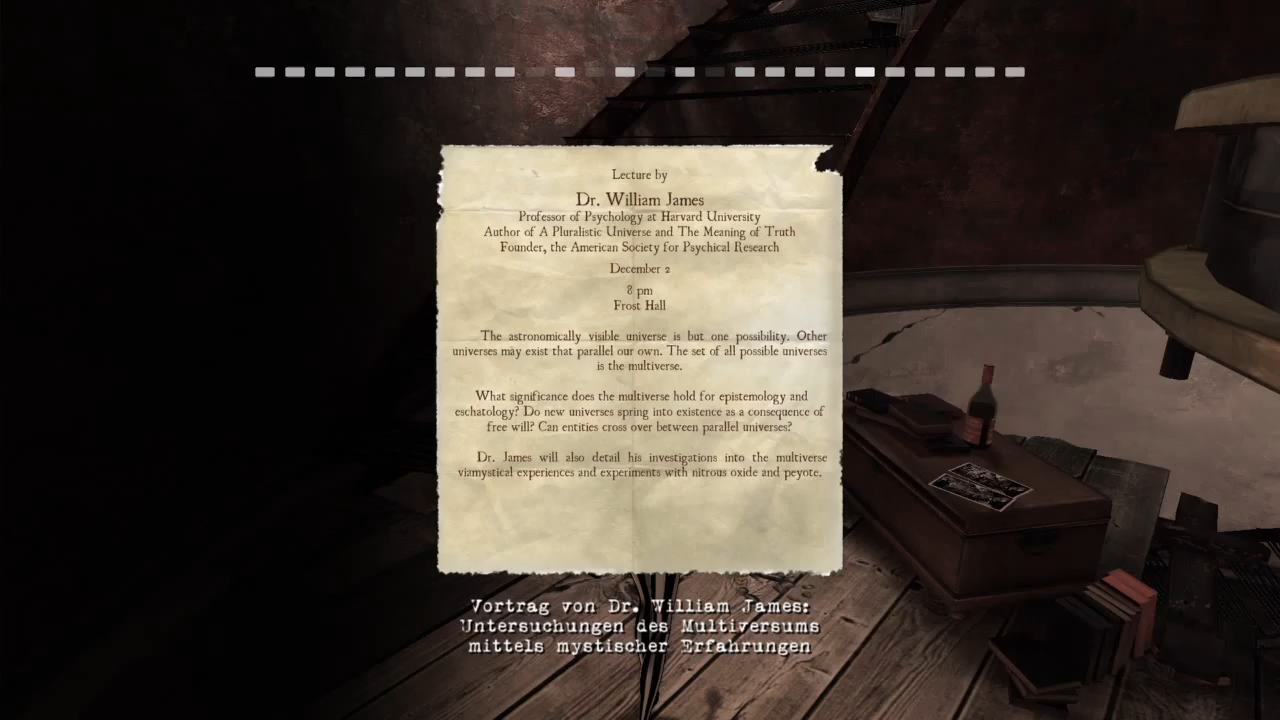 Lecture by
Dr. William James
Professor of Psychology at Harvard University
Author of A Pluralistic Universe and The Meaning of Truth
Founder, the American Society for Psychical Research
December 2
8 pm
Frost Hall
The astronomically visible universe is but one possibility. Other
universes may exist that parallel our own. The set of all possible universes
is the multiverse.
What significance does the multiverse hold for epistemology and
eschatology? Do new universes spring into existence as a consequence of
free will? Can entities cross over between parallel universes?
Dr. James will also detail his investigations into the multiverse
viamystical experiences and experiments with nitrous oxide and peyote.
Vortrag von Dr. William James:
Untersuchungen des Multiversums
mittels mystischer Erfahrungen